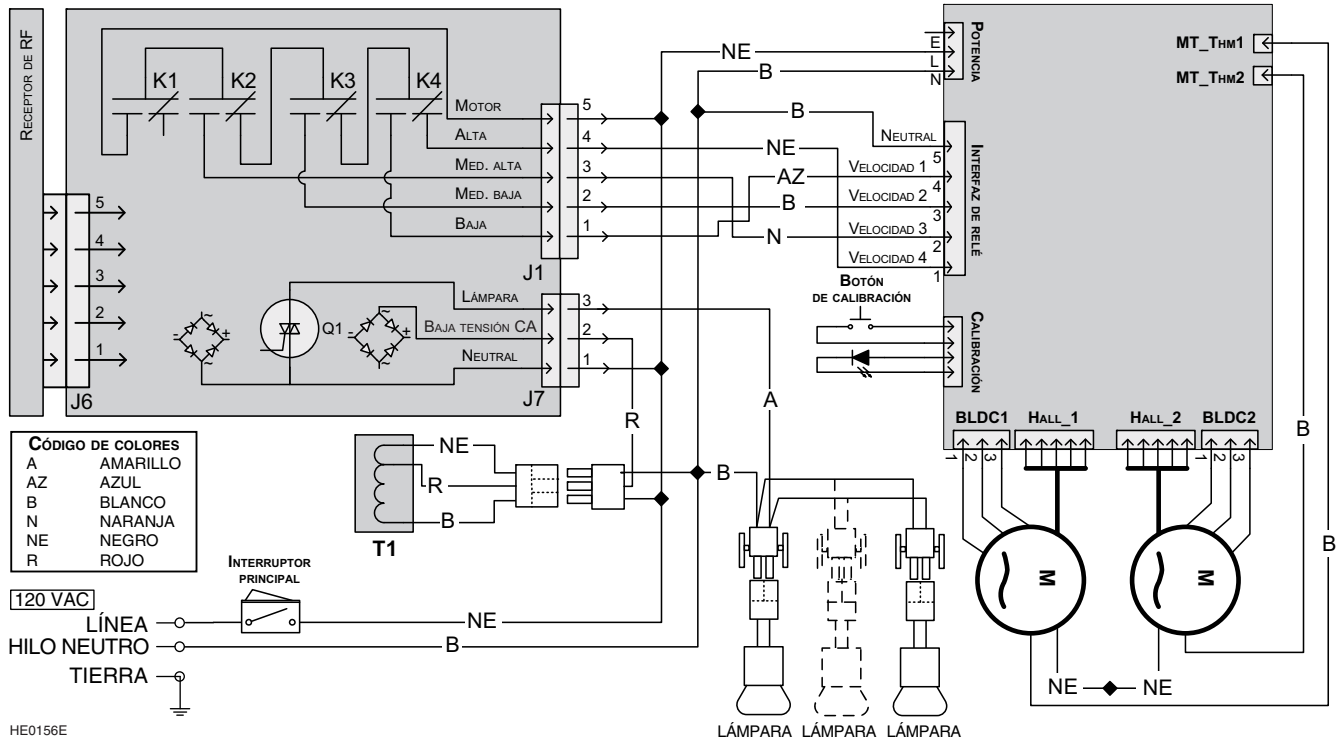 RECEPTOR DE RF
K1
K2
K3
K4
MOTOR
ALTA
MED. ALTA
MED. BAJA
BAJA
5
4
3
2
1
J1
5
4
3
2
1
J6
LÁMPARA
BAJA TENSIÓN CA
NEUTRAL
Q1
~
- +
~
~
- +
~
3
2
1
J7
NE
B
B
NE
AZ
B
N
E
L
N
POTENCIA
MT_THM1
MT_THM2
NEUTRAL
VELOCIDAD 1
VELOCIDAD 2
VELOCIDAD 3
VELOCIDAD 4
5
4
3
2
1
INTERFAZ DE RELÉ
BOTÓN
DE CALIBRACIÓN
CALIBRACIÓN
BLDC1
HALL_1
HALL_2
BLDC2
1
2
3
1
2
3
CÓDIGO DE COLORES
A AMARILLO
AZ AZUL
B BLANCO
N NARANJA
NE NEGRO
R ROJO
NE
R
B
T1
R
A
B
B
B
M
M
INTERRUPTOR
PRINCIPAL
120 VAC
LÍNEA
NE
HILO NEUTRO
B
TIERRA
NE
NE
LÁMPARA
LÁMPARA
LÁMPARA
HE0156E